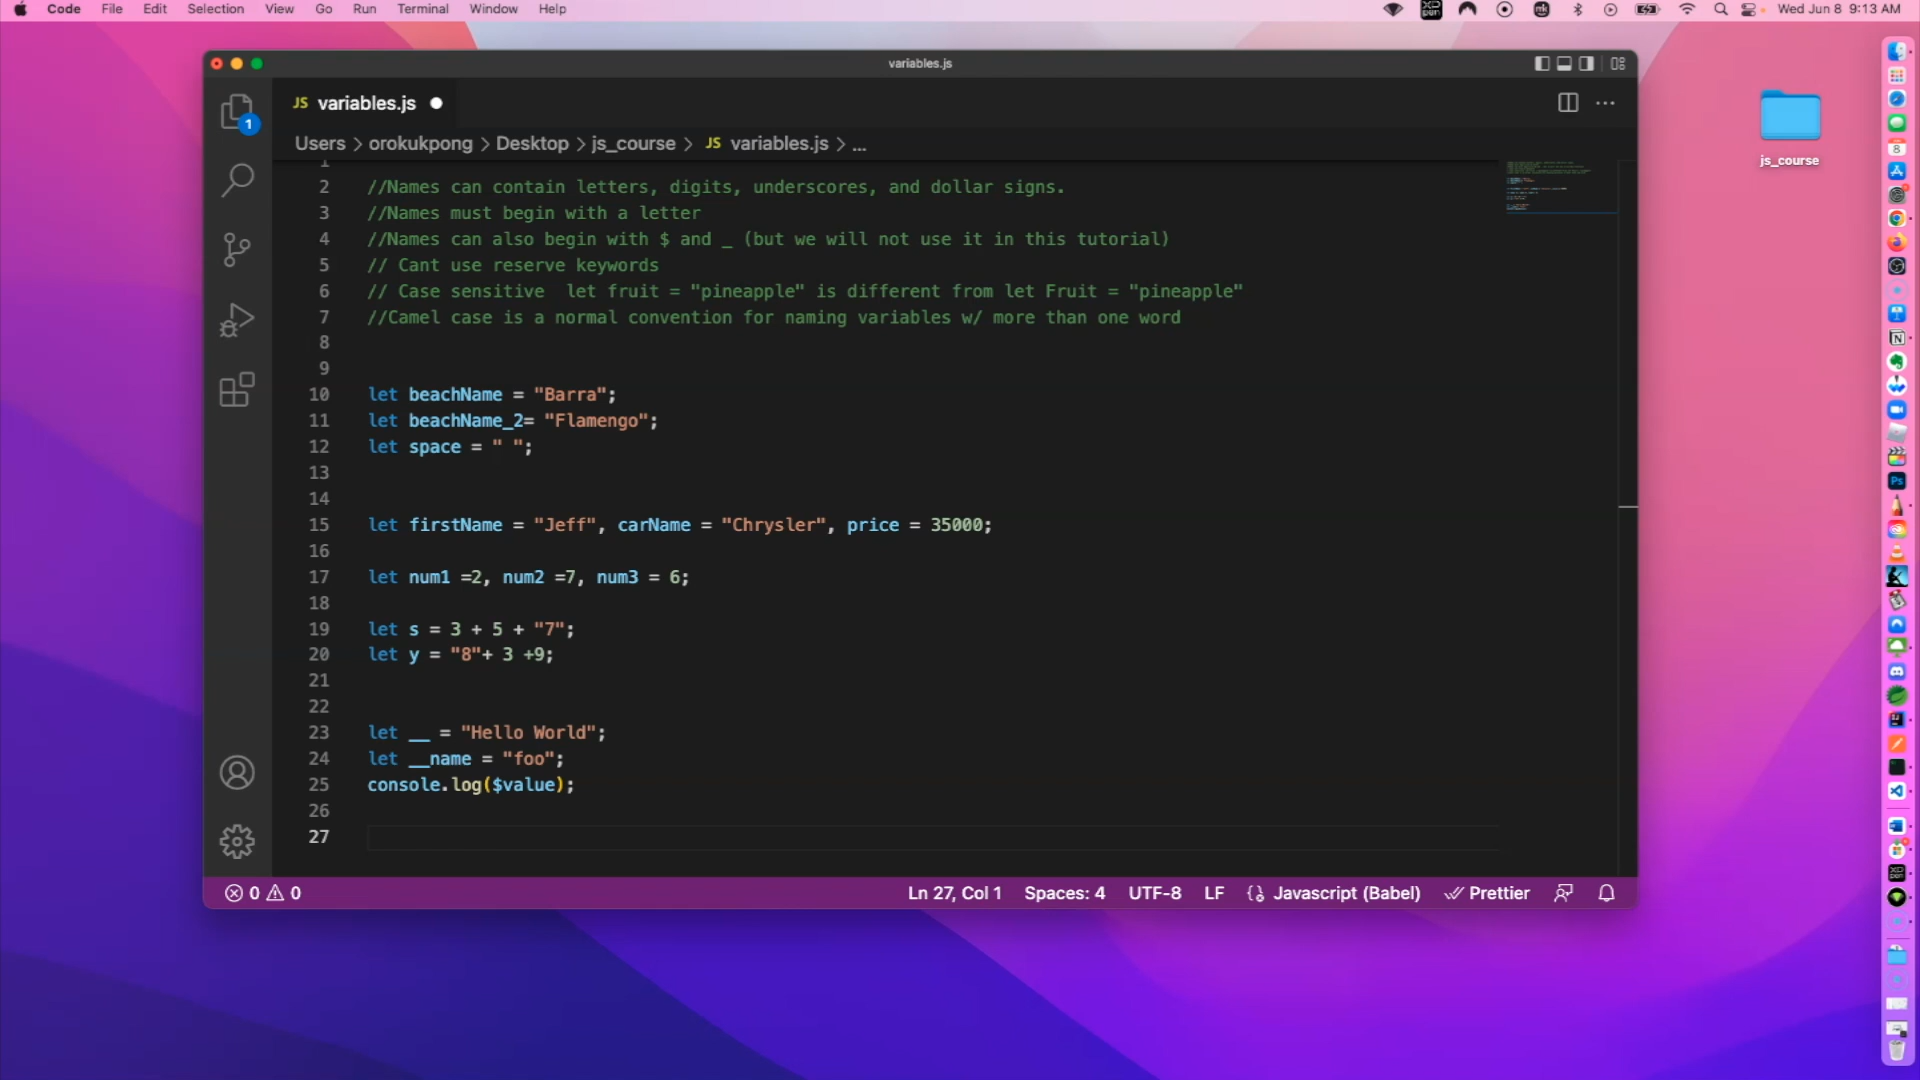 Code File Edit Selection View Go Run Terminal Window Help
Wed Jun 8 9:13 AM
variables.js
JS variables.js
1
Users > orokukpong > Desktop > js_course > JS variables.js > ...
js_course
1
2 //Names can contain letters, digits, underscores, and dollar signs.
3 //Names must begin with a letter
4 //Names can also begin with $ and _ (but we will not use it in this tutorial)
5 // Cant use reserve keywords
6 // Case sensitive  let fruit = "pineapple" is different from let Fruit = "pineapple"
7 //Camel case is a normal convention for naming variables w/ more than one word
8
9
10 let beachName = "Barra";
11 let beachName_2= "Flamengo";
12 let space = " ";
13
14
15 let firstName = "Jeff", carName = "Chrysler", price = 35000;
16
17 let num1 =2, num2 =7, num3 = 6;
18
19 let s = 3 + 5 + "7";
20 let y = "8"+ 3 +9;
21
22
23 let __ = "Hello World";
24 let __name = "foo";
25 console.log($value);
26
27
0 0
Ln 27, Col 1 Spaces: 4 UTF-8 LF Javascript (Babel) Prettier
8
Ps